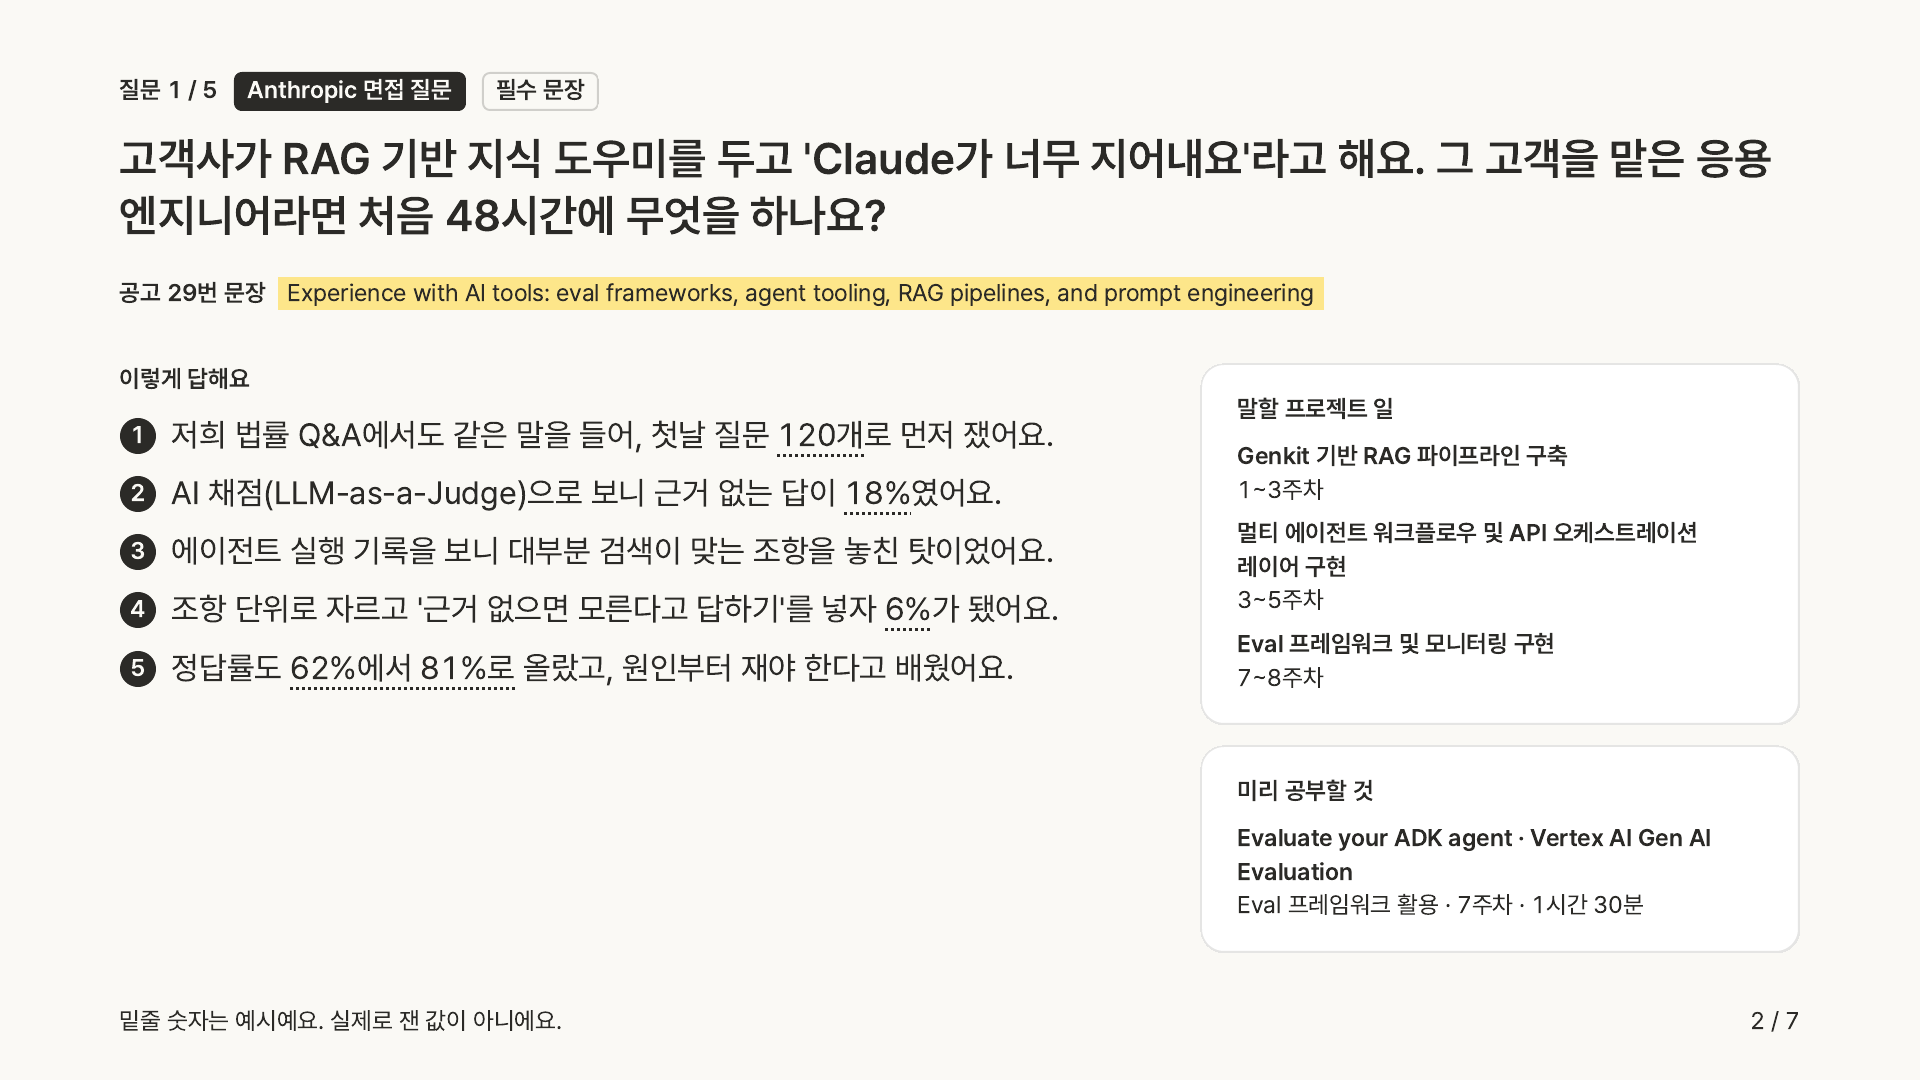 질문 1 / 5 Anthropic 면접 질문 필수 문장
고객사가 RAG 기반 지식 도우미를 두고 'Claude가 너무 지어내요'라고 해요. 그 고객을 맡은 응용
엔지니어라면 처음 48시간에 무엇을 하나요?
공고 29번 문장 Experience with AI tools: eval frameworks, agent tooling, RAG pipelines, and prompt engineering
이렇게 답해요
1 저희 법률 Q&A에서도 같은 말을 들어, 첫날 질문 120개로 먼저 쟀어요.
2 AI 채점(LLM-as-a-Judge)으로 보니 근거 없는 답이 18%였어요.
3 에이전트 실행 기록을 보니 대부분 검색이 맞는 조항을 놓친 탓이었어요.
4 조항 단위로 자르고 '근거 없으면 모른다고 답하기'를 넣자 6%가 됐어요.
5 정답률도 62%에서 81%로 올랐고, 원인부터 재야 한다고 배웠어요.
말할 프로젝트 일
Genkit 기반 RAG 파이프라인 구축
1~3주차
멀티 에이전트 워크플로우 및 API 오케스트레이션
레이어 구현
3~5주차
Eval 프레임워크 및 모니터링 구현
7~8주차
미리 공부할 것
Evaluate your ADK agent · Vertex AI Gen AI
Evaluation
Eval 프레임워크 활용 · 7주차 · 1시간 30분
밑줄 숫자는 예시예요. 실제로 잰 값이 아니에요.
2 / 7